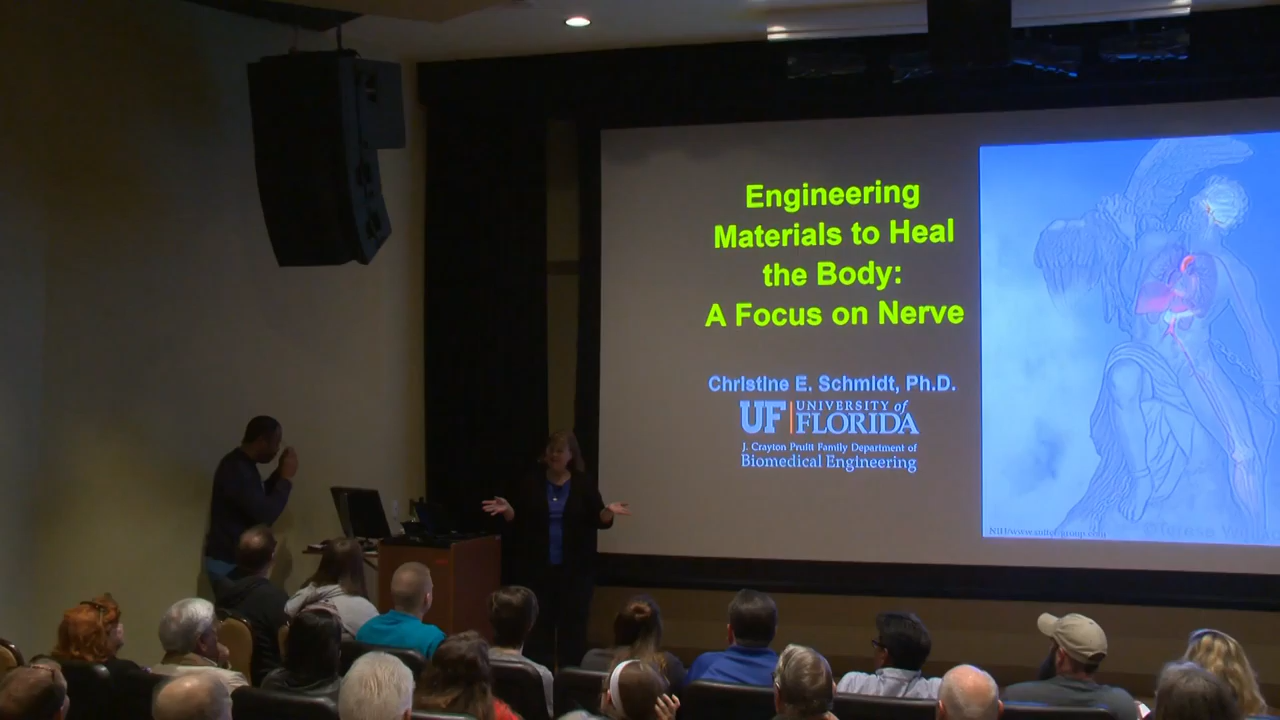 Engineering
Materials to Heal
the Body:
A Focus on Nerve
Christine E. Schmidt, Ph.D.
UF UNIVERSITY of
FLORIDA
J. Crayton Pruitt Family Department of
Biomedical Engineering